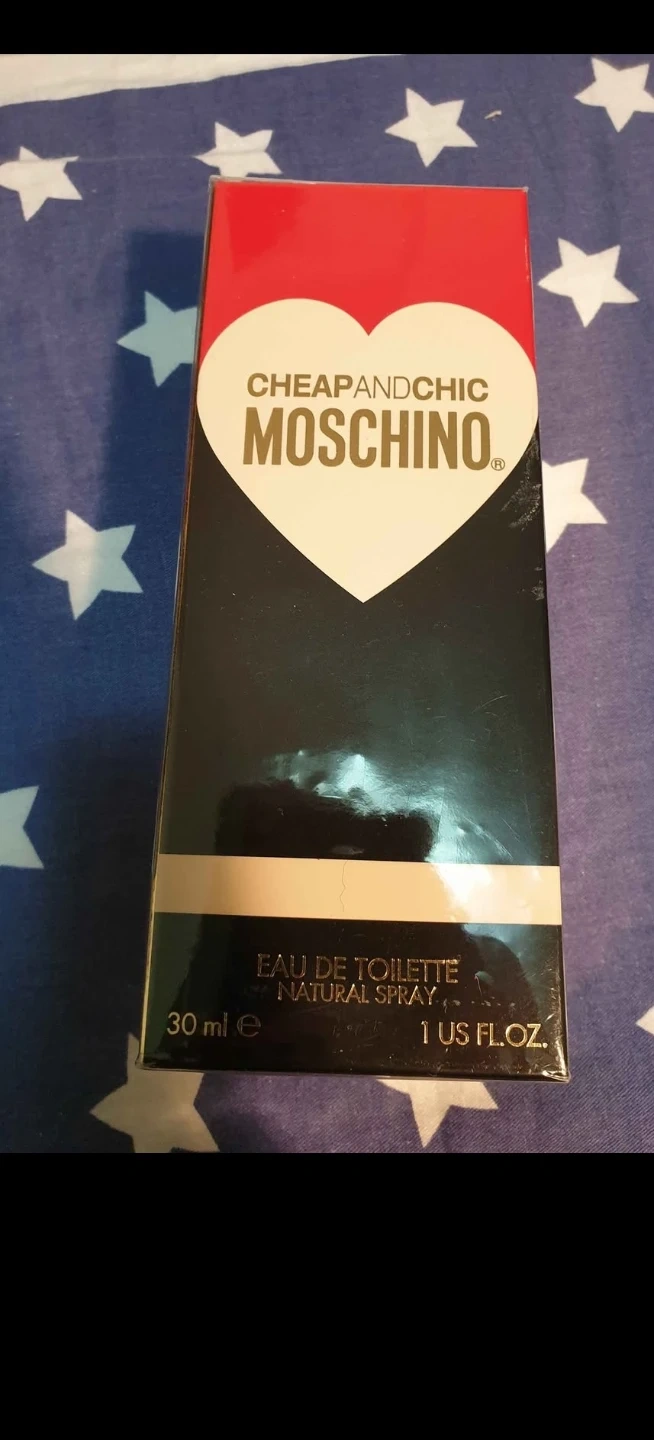 CHEAPANDCHIC
MOSCHINO®
EAU DE TOILETTE
NATURAL SPRAY
30 ml ℮
1 US FL.OZ.